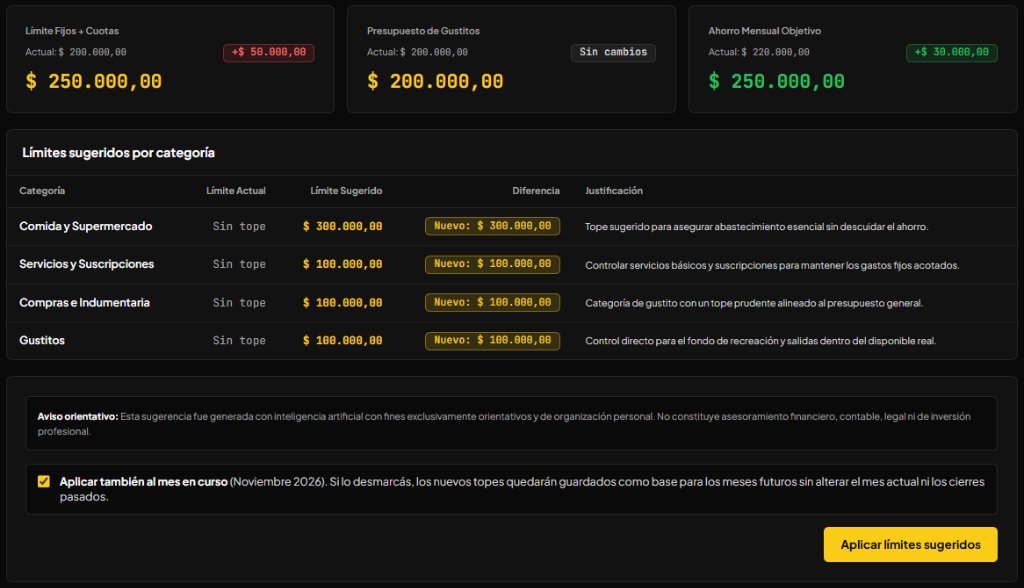 Límite Fijos + Cuotas
Actual: $ 200.000,00
+$ 50.000,00
$ 250.000,00
Presupuesto de Gustitos
Actual: $ 200.000,00
Sin cambios
$ 200.000,00
Ahorro Mensual Objetivo
Actual: $ 220.000,00
+$ 30.000,00
$ 250.000,00
Límites sugeridos por categoría
Categoría Límite Actual Límite Sugerido Diferencia Justificación
Comida y Supermercado Sin tope $ 300.000,00 Nuevo: $ 300.000,00 Tope sugerido para asegurar abastecimiento esencial sin descuidar el ahorro.
Servicios y Suscripciones Sin tope $ 100.000,00 Nuevo: $ 100.000,00 Controlar servicios básicos y suscripciones para mantener los gastos fijos acotados.
Compras e Indumentaria Sin tope $ 100.000,00 Nuevo: $ 100.000,00 Categoría de gustito con un tope prudente alineado al presupuesto general.
Gustitos Sin tope $ 100.000,00 Nuevo: $ 100.000,00 Control directo para el fondo de recreación y salidas dentro del disponible real.
Aviso orientativo: Esta sugerencia fue generada con inteligencia artificial con fines exclusivamente orientativos y de organización personal. No constituye asesoramiento financiero, contable, legal ni de inversión
profesional.
Aplicar también al mes en curso (Noviembre 2026). Si lo desmarcás, los nuevos topes quedarán guardados como base para los meses futuros sin alterar el mes actual ni los cierres
pasados.
Aplicar límites sugeridos